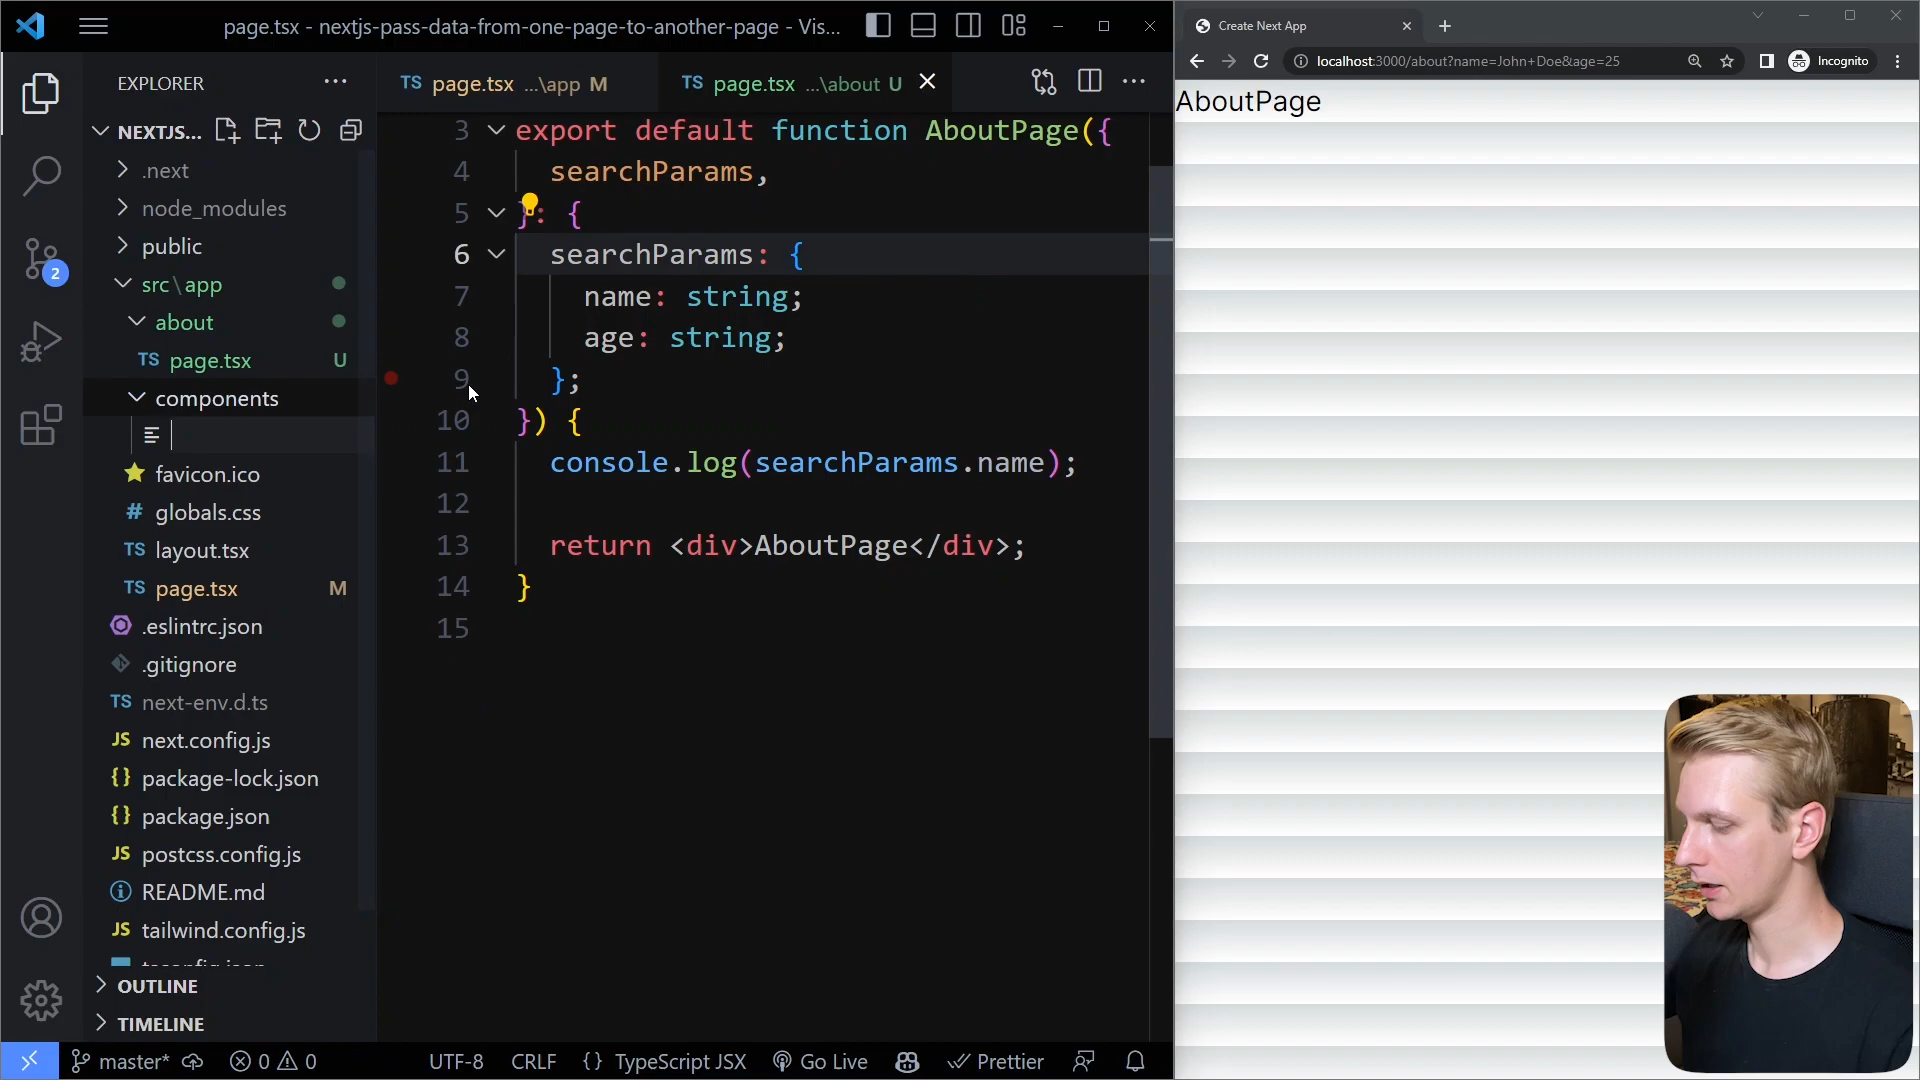 page.tsx - nextjs-pass-data-from-one-page-to-another-page - Vis...
EXPLORER
NEXTJS...
.next
node_modules
public
src\app
about
TS page.tsx U
components
favicon.ico
# globals.css
TS layout.tsx
TS page.tsx M
.eslintrc.json
.gitignore
TS next-env.d.ts
JS next.config.js
{} package-lock.json
{} package.json
JS postcss.config.js
README.md
JS tailwind.config.js
OUTLINE
TIMELINE
2
TS page.tsx ...\app M
TS page.tsx ...\about U
3 export default function AboutPage({
4 searchParams,
5 }: {
6 searchParams: {
7 name: string;
8 age: string;
9 };
10 }) {
11 console.log(searchParams.name);
12
13 return <div>AboutPage</div>;
14 }
15
master* 0 0 UTF-8 CRLF {} TypeScript JSX Go Live Prettier
Create Next App
localhost:3000/about?name=John+Doe&age=25
Incognito
AboutPage